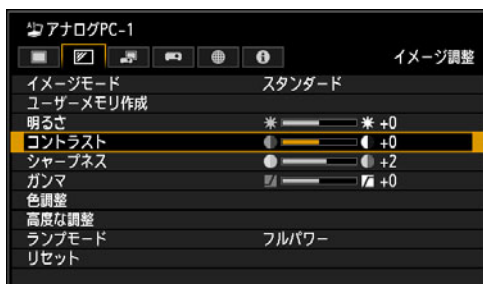 アナログPC-1
イメージ調整
イメージモード スタンダード
ユーザーメモリ作成
明るさ +0
コントラスト +0
シャープネス +2
ガンマ +0
色調整
高度な調整
ランプモード フルパワー
リセット